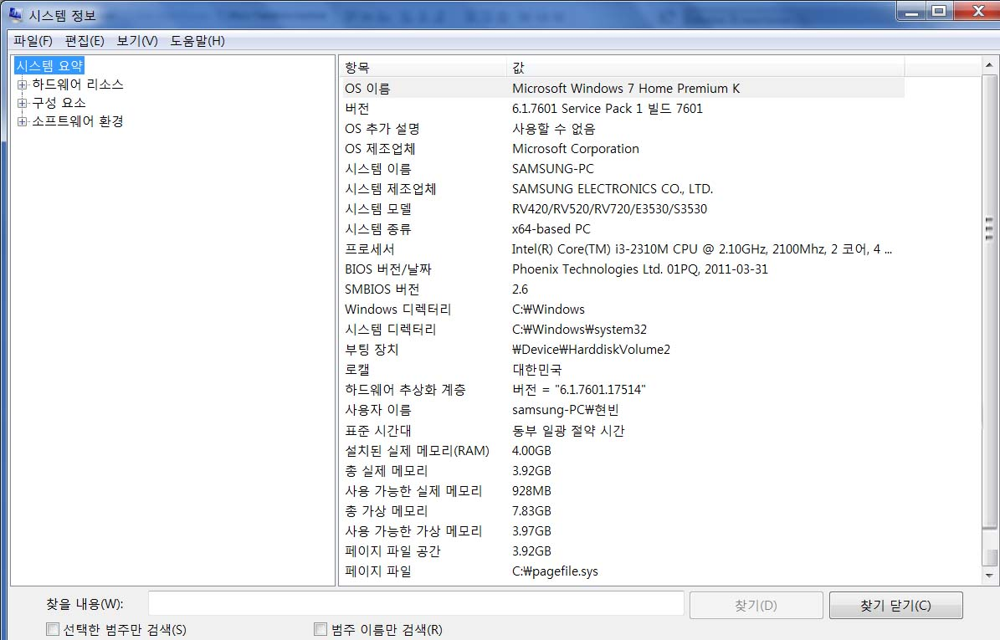 시스템 정보
파일(F) 편집(E) 보기(V) 도움말(H)
시스템 요약
하드웨어 리소스
구성 요소
소프트웨어 환경
항목 값
OS 이름 Microsoft Windows 7 Home Premium K
버전 6.1.7601 Service Pack 1 빌드 7601
OS 추가 설명 사용할 수 없음
OS 제조업체 Microsoft Corporation
시스템 이름 SAMSUNG-PC
시스템 제조업체 SAMSUNG ELECTRONICS CO., LTD.
시스템 모델 RV420/RV520/RV720/E3530/S3530
시스템 종류 x64-based PC
프로세서 Intel(R) Core(TM) i3-2310M CPU @ 2.10GHz, 2100Mhz, 2 코어, 4 ...
BIOS 버전/날짜 Phoenix Technologies Ltd. 01PQ, 2011-03-31
SMBIOS 버전 2.6
Windows 디렉터리 C:₩Windows
시스템 디렉터리 C:₩Windows₩system32
부팅 장치 ₩Device₩HarddiskVolume2
로캘 대한민국
하드웨어 추상화 계층 버전 = "6.1.7601.17514"
사용자 이름 samsung-PC₩현빈
표준 시간대 동부 일광 절약 시간
설치된 실제 메모리(RAM) 4.00GB
총 실제 메모리 3.92GB
사용 가능한 실제 메모리 928MB
총 가상 메모리 7.83GB
사용 가능한 가상 메모리 3.97GB
페이지 파일 공간 3.92GB
페이지 파일 C:₩pagefile.sys
찾을 내용(W): 찾기(D) 찾기 닫기(C)
선택한 범주만 검색(S) 범주 이름만 검색(R)